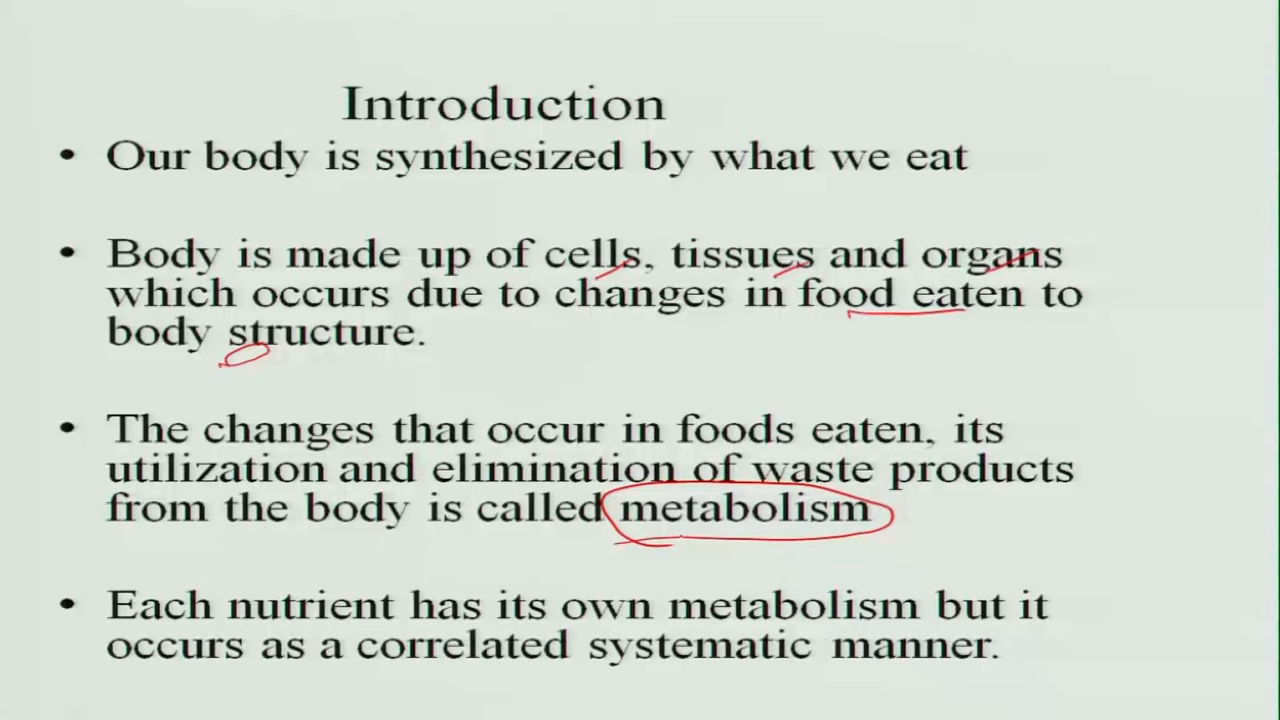 Introduction
• Our body is synthesized by what we eat
• Body is made up of cells, tissues and organs
which occurs due to changes in food eaten to
body structure.
• The changes that occur in foods eaten, its
utilization and elimination of waste products
from the body is called metabolism
• Each nutrient has its own metabolism but it
occurs as a correlated systematic manner.